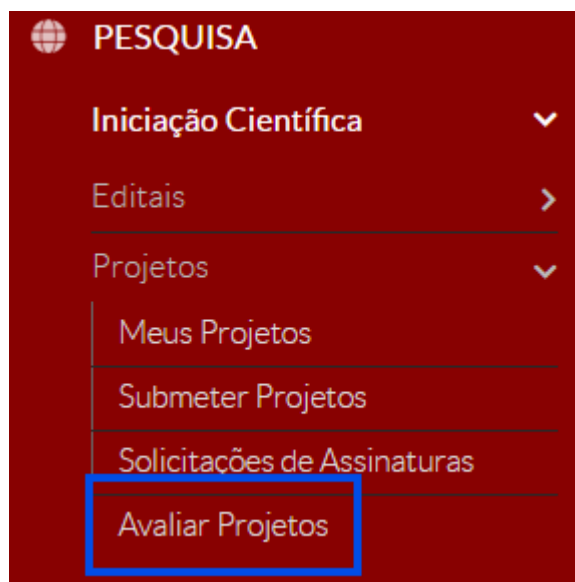 PESQUISA
Iniciação Científica
Editais
Projetos
Meus Projetos
Submeter Projetos
Solicitações de Assinaturas
Avaliar Projetos